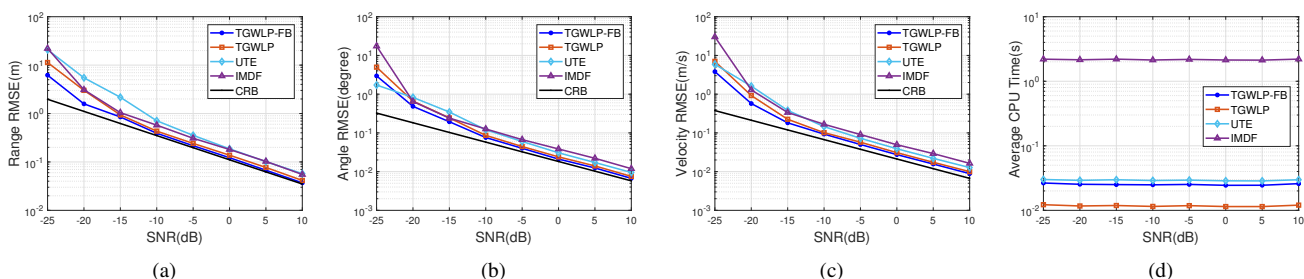 10^2
10^1
10^0
10^-1
10^-2
Range RMSE(m)
-25 -20 -15 -10 -5 0 5 10
SNR(dB)
TGWLP-FB
TGWLP
UTE
IMDF
CRB
(a)
10^2
10^1
10^0
10^-1
10^-2
10^-3
Angle RMSE(degree)
-25 -20 -15 -10 -5 0 5 10
SNR(dB)
TGWLP-FB
TGWLP
UTE
IMDF
CRB
(b)
10^2
10^1
10^0
10^-1
10^-2
10^-3
Velocity RMSE(m/s)
-25 -20 -15 -10 -5 0 5 10
SNR(dB)
TGWLP-FB
TGWLP
UTE
IMDF
CRB
(c)
10^1
10^0
10^-1
10^-2
Average CPU Time(s)
-25 -20 -15 -10 -5 0 5 10
SNR(dB)
TGWLP-FB
TGWLP
UTE
IMDF
(d)